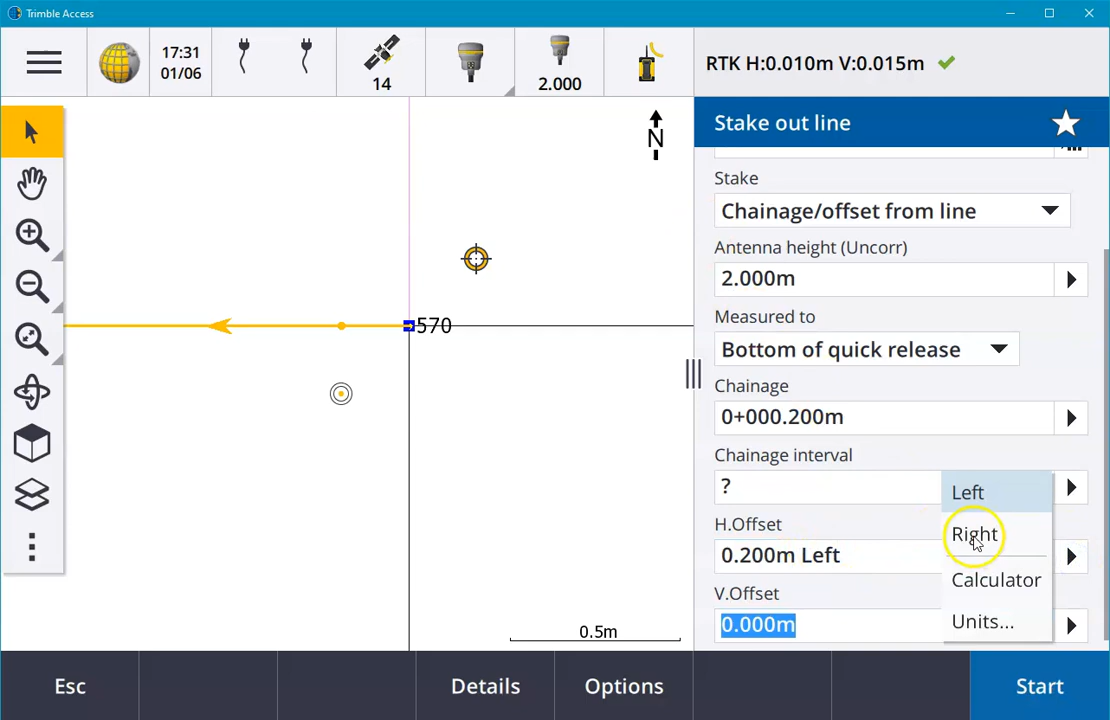 Trimble Access
17:31
01/06
14
2.000
RTK H:0.010m V:0.015m
Stake out line
N
Stake
Chainage/offset from line
Antenna height (Uncorr)
2.000m
Measured to
Bottom of quick release
570
Chainage
0+000.200m
Chainage interval
?
Left
H.Offset
Right
0.200m Left
Calculator
V.Offset
0.000m
Units...
0.5m
Esc
Details
Options
Start